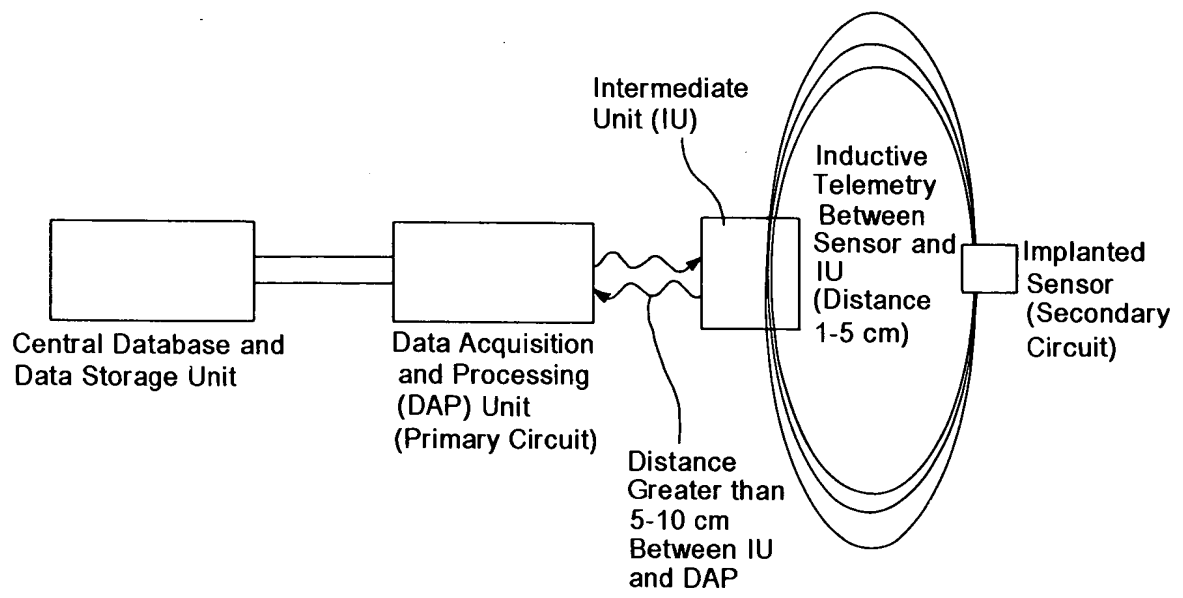 Central Database and
Data Storage Unit
Data Acquisition
and Processing
(DAP) Unit
(Primary Circuit)
Intermediate
Unit (IU)
Distance
Greater than
5-10 cm
Between IU
and DAP
Inductive
Telemetry
Between
Sensor and
IU
(Distance
1-5 cm)
Implanted
Sensor
(Secondary
Circuit)